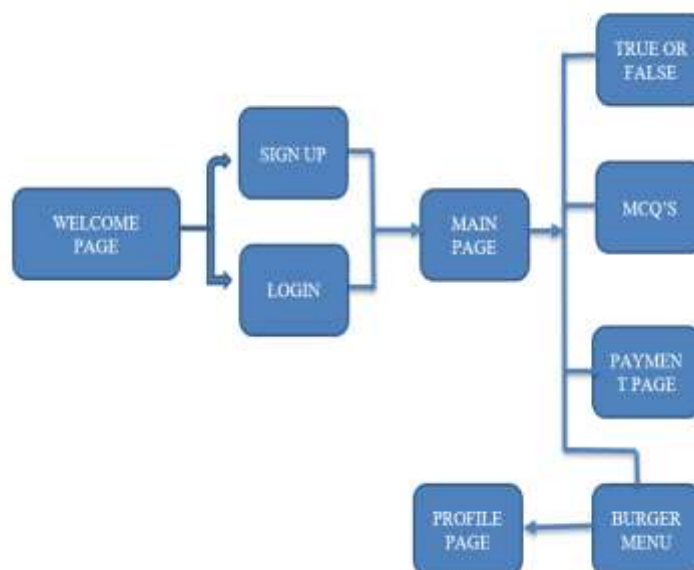 TRUE OR
FALSE
SIGN UP
WELCOME
PAGE
MAIN
PAGE
MCQ'S
LOGIN
PAYMEN
T PAGE
PROFILE
PAGE
BURGER
MENU